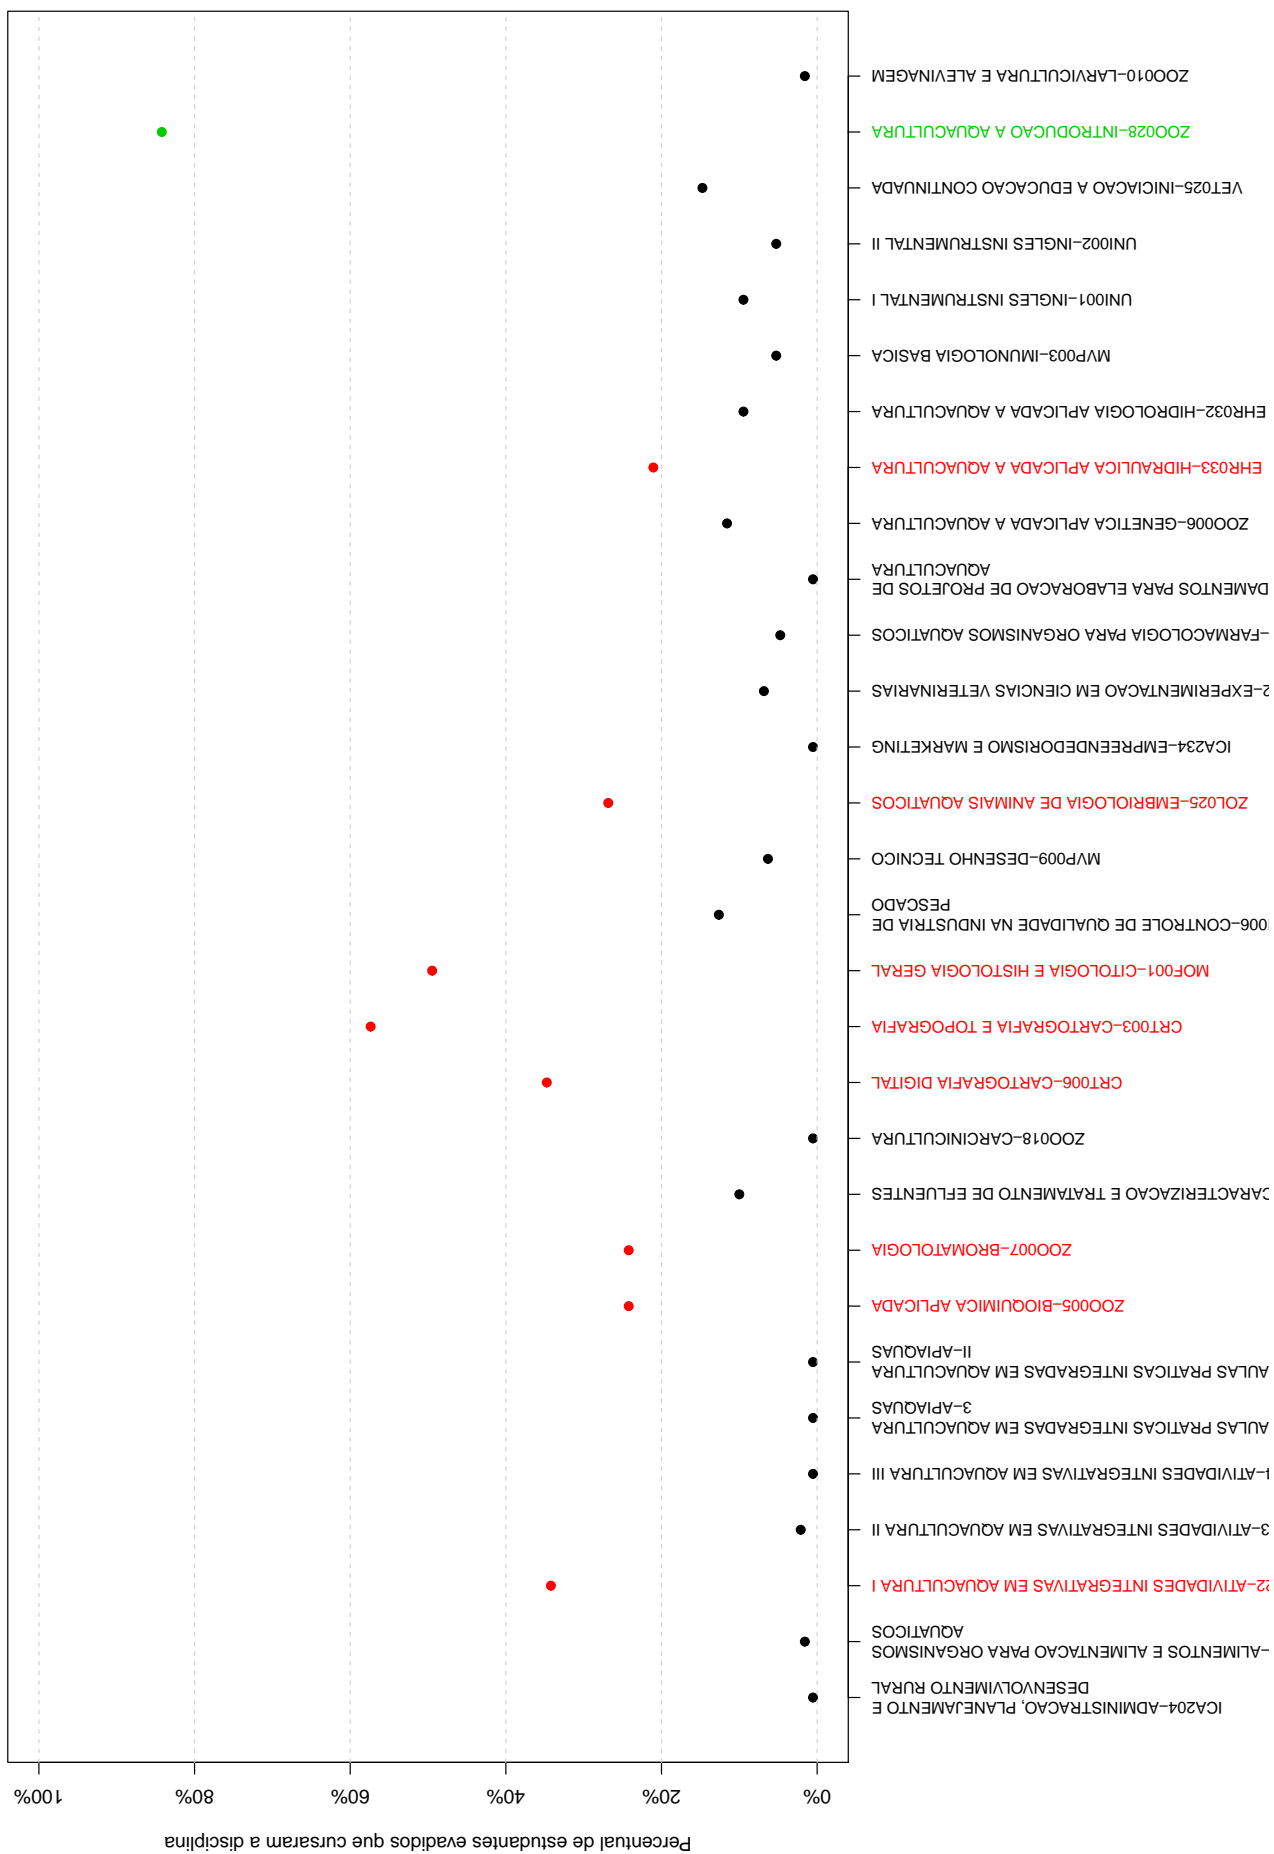 Percentual de estudantes evadidos que cursaram a disciplina
0%
20%
40%
60%
80%
100%
ICA204−ADMINISTRACAO, PLANEJAMENTO E
DESENVOLVIMENTO RURAL
−ALIMENTOS E ALIMENTACAO PARA ORGANISMOS
AQUATICOS
22−ATIVIDADES INTEGRATIVAS EM AQUACULTURA I
3−ATIVIDADES INTEGRATIVAS EM AQUACULTURA II
4−ATIVIDADES INTEGRATIVAS EM AQUACULTURA III
AULAS PRATICAS INTEGRADAS EM AQUACULTURA
3−APIAQUAS
AULAS PRATICAS INTEGRADAS EM AQUACULTURA
II−APIAQUAS
ZOO005−BIOQUIMICA APLICADA
ZOO007−BROMATOLOGIA
CARACTERIZACAO E TRATAMENTO DE EFLUENTES
ZOO018−CARCINICULTURA
CRT006−CARTOGRAFIA DIGITAL
CRT003−CARTOGRAFIA E TOPOGRAFIA
MOF001−CITOLOGIA E HISTOLOGIA GERAL
006−CONTROLE DE QUALIDADE NA INDUSTRIA DE
PESCADO
MVP009−DESENHO TECNICO
ZOL025−EMBRIOLOGIA DE ANIMAIS AQUATICOS
ICA234−EMPREENDEDORISMO E MARKETING
2−EXPERIMENTACAO EM CIENCIAS VETERINARIAS
−FARMACOLOGIA PARA ORGANISMOS AQUATICOS
DAMENTOS PARA ELABORACAO DE PROJETOS DE
AQUACULTURA
ZOO006−GENETICA APLICADA A AQUACULTURA
EHR033−HIDRAULICA APLICADA A AQUACULTURA
EHR032−HIDROLOGIA APLICADA A AQUACULTURA
MVP003−IMUNOLOGIA BASICA
UNI001−INGLES INSTRUMENTAL I
UNI002−INGLES INSTRUMENTAL II
VET025−INICIACAO A EDUCACAO CONTINUADA
ZOO028−INTRODUCAO A AQUACULTURA
ZOO010−LARVICULTURA E ALEVINAGEM